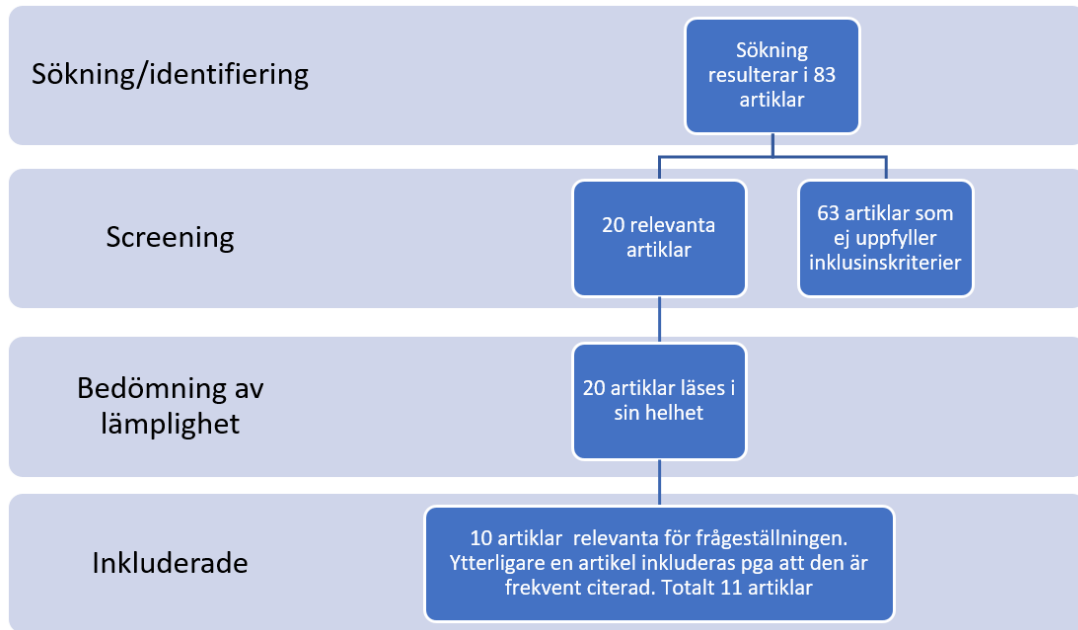 Sökning/identifiering
Sökning
resulterar i 83
artiklar
Screening
20 relevanta
artiklar
63 artiklar som
ej uppfyller
inklusinskriterier
Bedömning av
lämplighet
20 artiklar läses i
sin helhet
Inkluderade
10 artiklar relevanta för frågeställningen.
Ytterligare en artikel inkluderas pga att den är
frekvent citerad. Totalt 11 artiklar